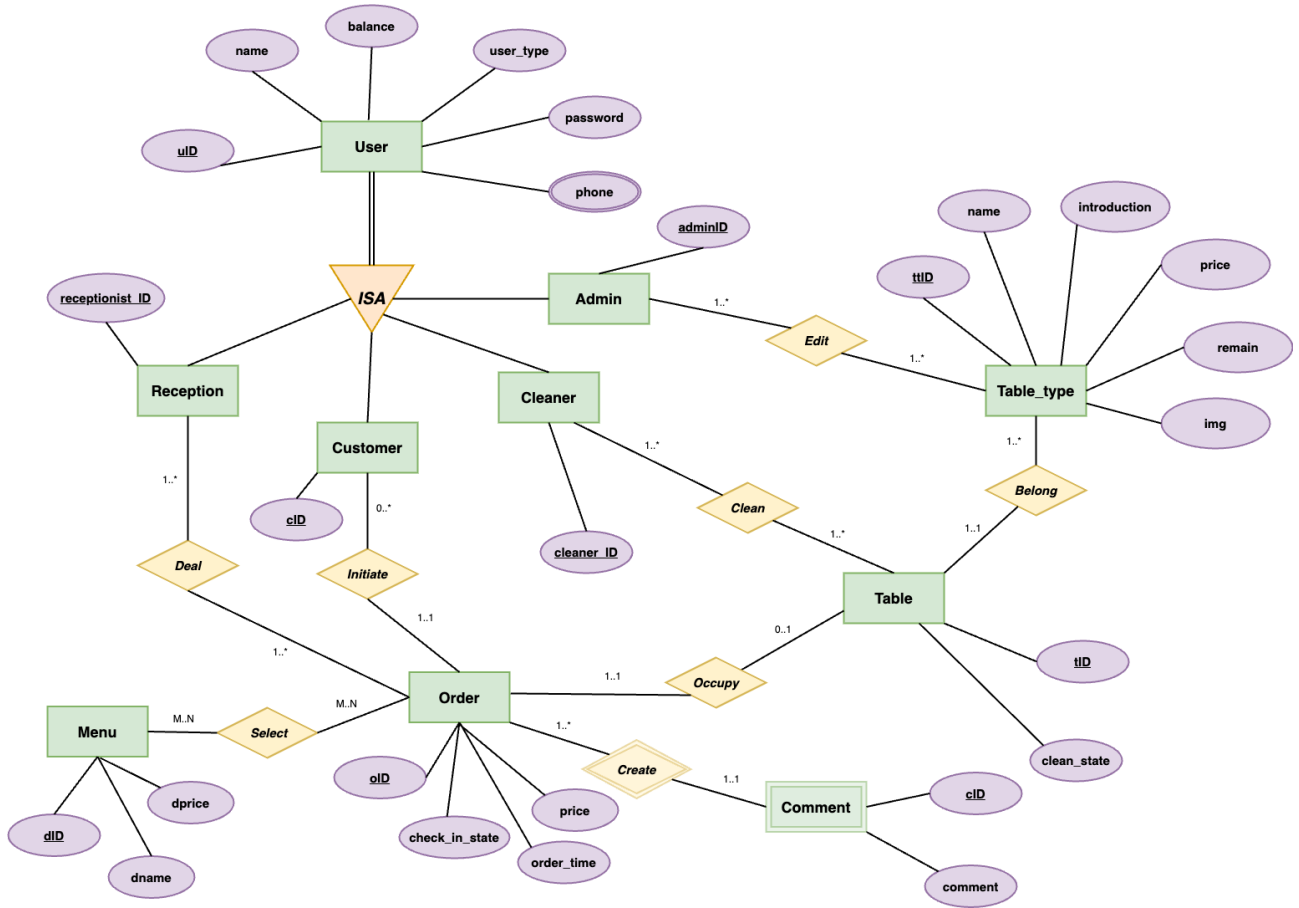 balance
name
user_type
password
User
uID
phone
introduction
name
adminID
price
ttID
receptionist_ID
ISA
Admin
1..*
Edit
remain
1..*
Reception
Cleaner
Table_type
img
1..*
1..*
Customer
1..*
Belong
0..*
Clean
cID
1..1
1..*
cleaner_ID
Deal
Initiate
Table
1..1
0..1
1..*
tID
1..1
Occupy
Order
M..N
M..N
Select
1..*
Menu
clean_state
Create
oID
1..1
cID
dprice
price
Comment
dID
check_in_state
order_time
dname
comment